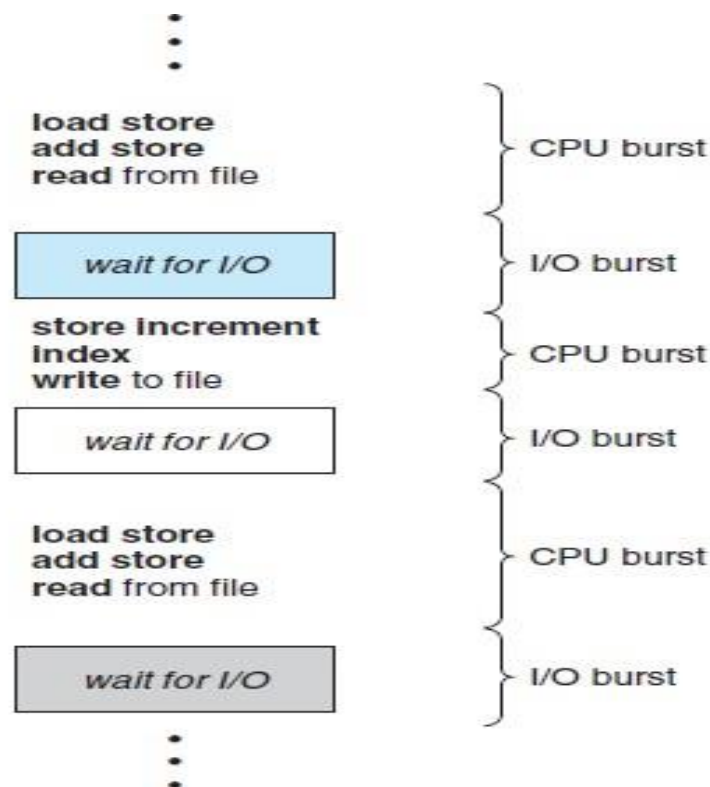 load store
add store
read from file
CPU burst
wait for I/O
I/O burst
store increment
index
write to file
CPU burst
wait for I/O
I/O burst
load store
add store
read from file
CPU burst
wait for I/O
I/O burst